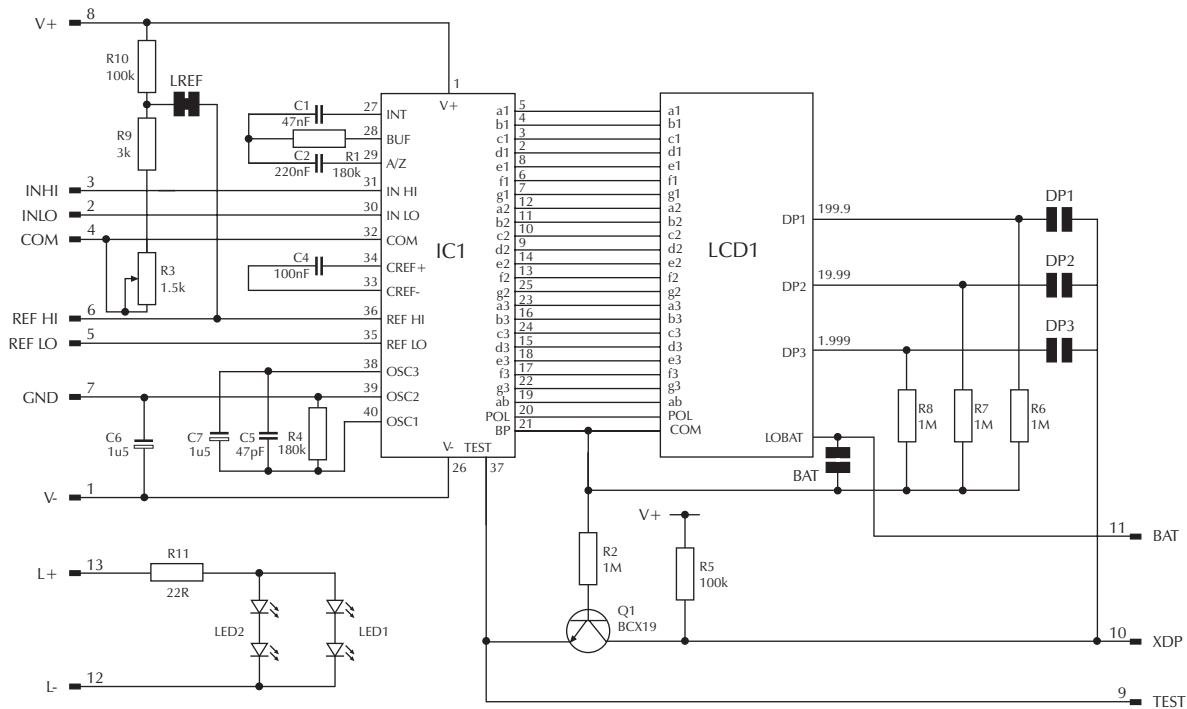 V+ 8
R10
100k
LREF
R9
3k
INHI 3
INLO 2
COM 4
R3
1.5k
REF HI 6
REF LO 5
GND 7
C6
1u5
V- 1
C1
47nF
C2
220nF
R1
180k
C4
100nF
C7
1u5
C5
47pF
R4
180k
1
V+
27 INT
28 BUF
29 A/Z
31 IN HI
30 IN LO
32 COM
34 CREF+
33 CREF-
36 REF HI
35 REF LO
38 OSC3
39 OSC2
40 OSC1
IC1
V- TEST
26 37
a1 5 a1
b1 4 b1
c1 3 c1
d1 2 d1
e1 8 e1
f1 6 f1
g1 7 g1
a2 12 a2
b2 11 b2
c2 10 c2
d2 9 d2
e2 14 e2
f2 13 f2
g2 25 g2
a3 23 a3
b3 16 b3
c3 24 c3
d3 15 d3
e3 18 e3
f3 17 f3
g3 22 g3
ab 19 ab
POL 20 POL
BP 21 COM
LCD1
DP1 199.9
DP2 19.99
DP3 1.999
LOBAT
DP1
DP2
DP3
R8
1M
R7
1M
R6
1M
BAT
V+
R2
1M
R5
100k
Q1
BCX19
11 BAT
10 XDP
9 TEST
L+ 13
R11
22R
LED2
LED1
L- 12